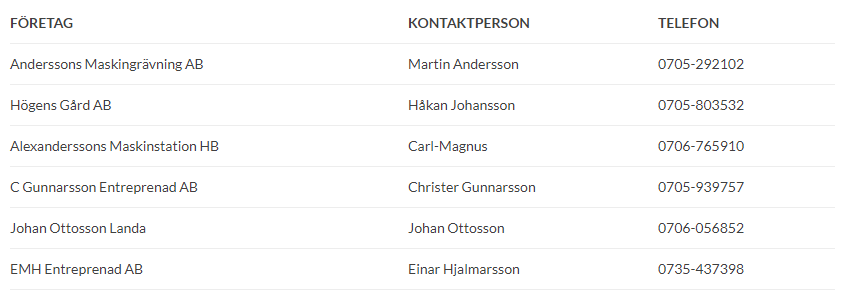 FÖRETAG KONTAKTPERSON TELEFON
Anderssons Maskingrävning AB Martin Andersson 0705-292102
Högens Gård AB Håkan Johansson 0705-803532
Alexanderssons Maskinstation HB Carl-Magnus 0706-765910
C Gunnarsson Entreprenad AB Christer Gunnarsson 0705-939757
Johan Ottosson Landa Johan Ottosson 0706-056852
EMH Entreprenad AB Einar Hjalmarsson 0735-437398